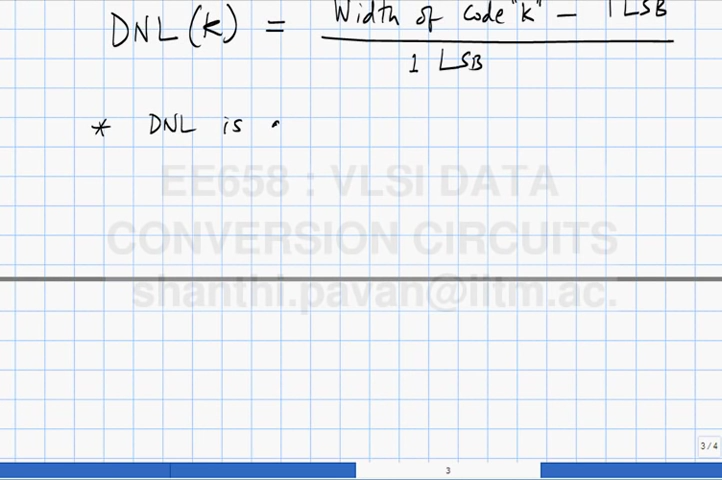 DNL(k) = Width of code "k" - 1 LSB
1 LSB
* DNL is
EE658 : VLSI DATA
CONVERSION CIRCUITS
shanthi.pavan@iitm.ac.
3/4
3